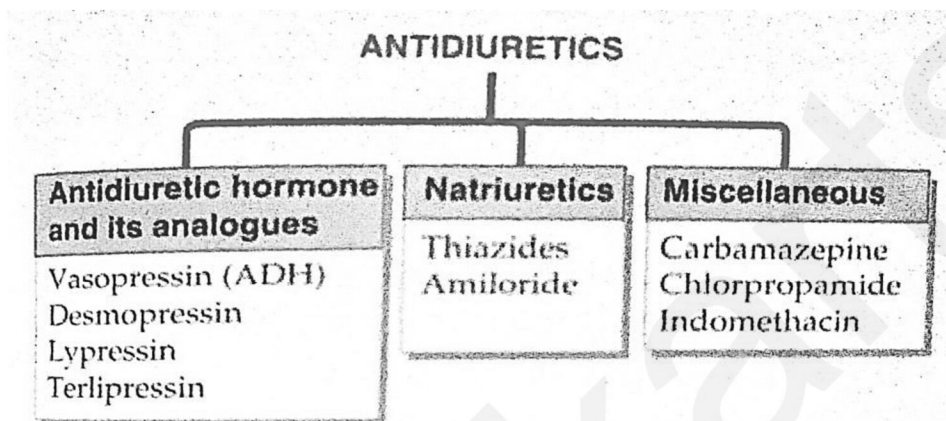 ANTIDIURETICS
Antidiuretic hormone
and its analogues
Vasopressin (ADH)
Desmopressin
Lypressin
Terlipressin
Natriuretics
Thiazides
Amiloride
Miscellaneous
Carbamazepine
Chlorpropamide
Indomethacin